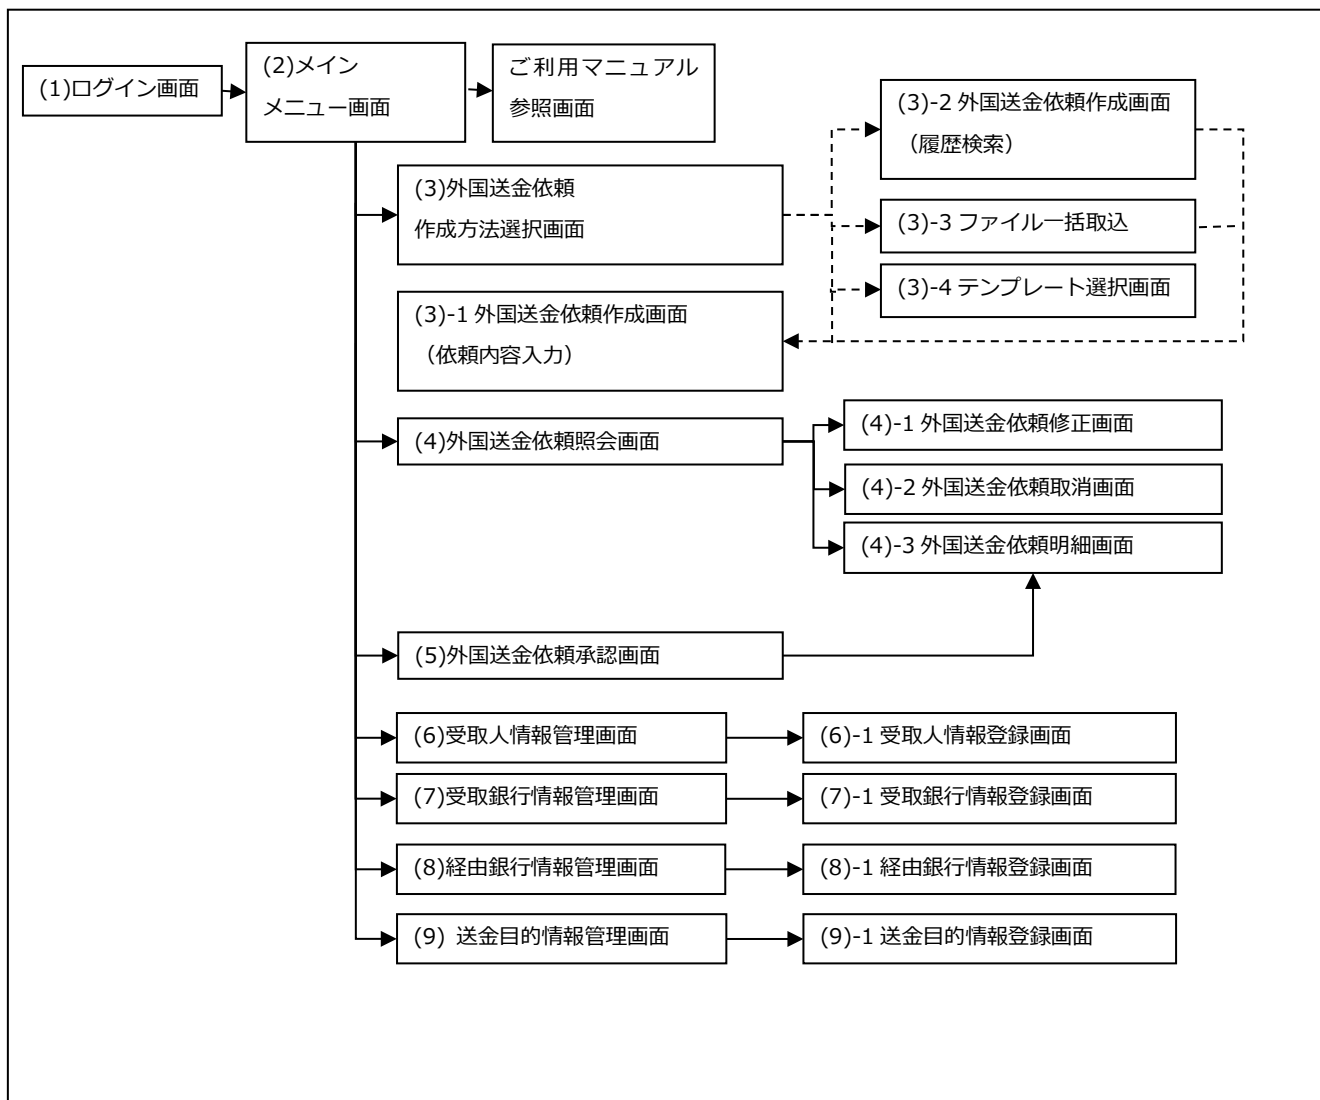 (1)ログイン画面
(2)メイン
メニュー画面
ご利用マニュアル
参照画面
(3)外国送金依頼
作成方法選択画面
(3)-2 外国送金依頼作成画面
（履歴検索）
(3)-3 ファイル一括取込
(3)-4 テンプレート選択画面
(3)-1 外国送金依頼作成画面
（依頼内容入力）
(4)外国送金依頼照会画面
(4)-1 外国送金依頼修正画面
(4)-2 外国送金依頼取消画面
(4)-3 外国送金依頼明細画面
(5)外国送金依頼承認画面
(6)受取人情報管理画面
(6)-1 受取人情報登録画面
(7)受取銀行情報管理画面
(7)-1 受取銀行情報登録画面
(8)経由銀行情報管理画面
(8)-1 経由銀行情報登録画面
(9) 送金目的情報管理画面
(9)-1 送金目的情報登録画面